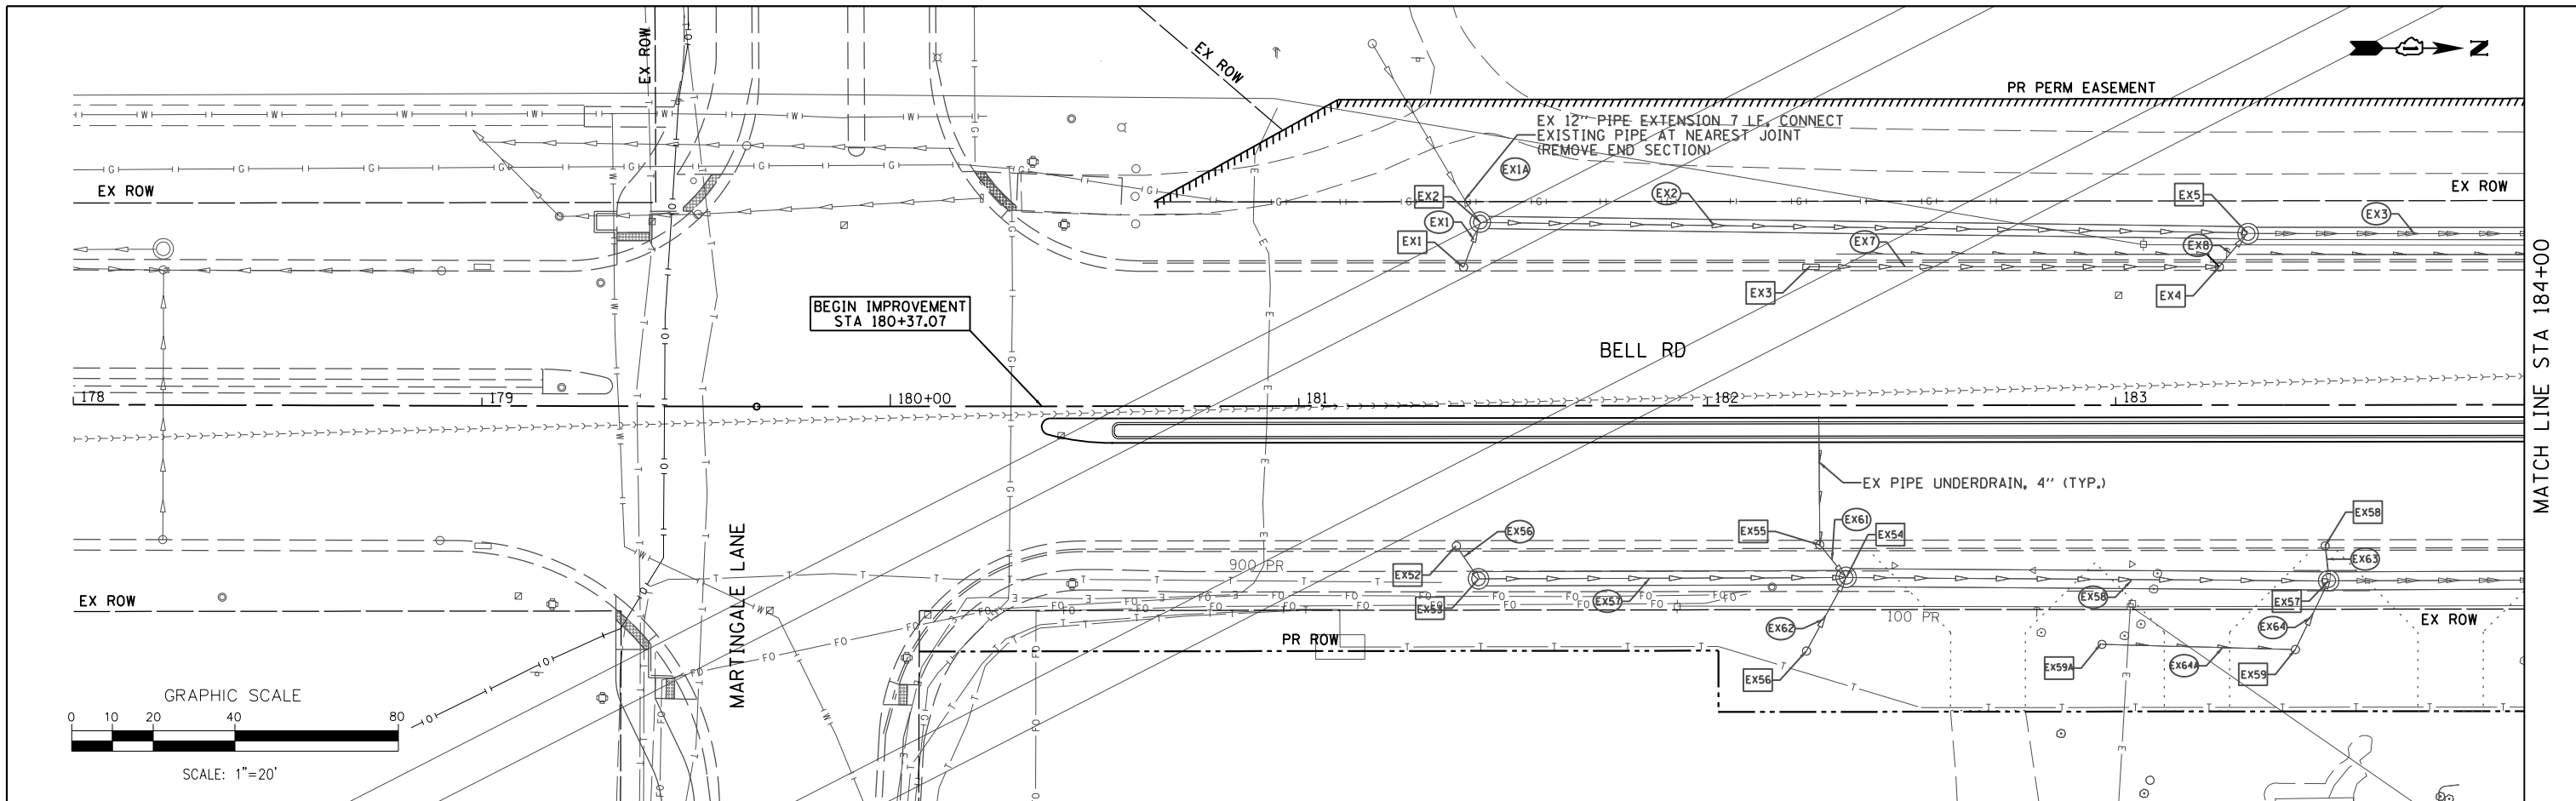 EX ROW
EX ROW
N
PR PERM EASEMENT
EX 12" PIPE EXTENSION 7 LF. CONNECT
EXISTING PIPE AT NEAREST JOINT
(REMOVE END SECTION)
EX1A
EX ROW
EX2
EX1
EX1
EX2
EX7
EX3
EX5
EX8
EX4
EX3
EX ROW
BEGIN IMPROVEMENT
STA 180+37.07
BELL RD
MATCH LINE STA 184+00
178
179
180+00
181
182
183
EX PIPE UNDERDRAIN, 4" (TYP.)
MARTINGALE LANE
900 PR
EX52
EX56
EX53
EX57
EX55
EX61
EX54
EX62
EX56
100 PR
EX58
EX58
EX63
EX57
EX64
EX59A
EX64A
EX59
EX ROW
EX ROW
PR ROW
GRAPHIC SCALE
0 10 20 40 80
SCALE: 1"=20'